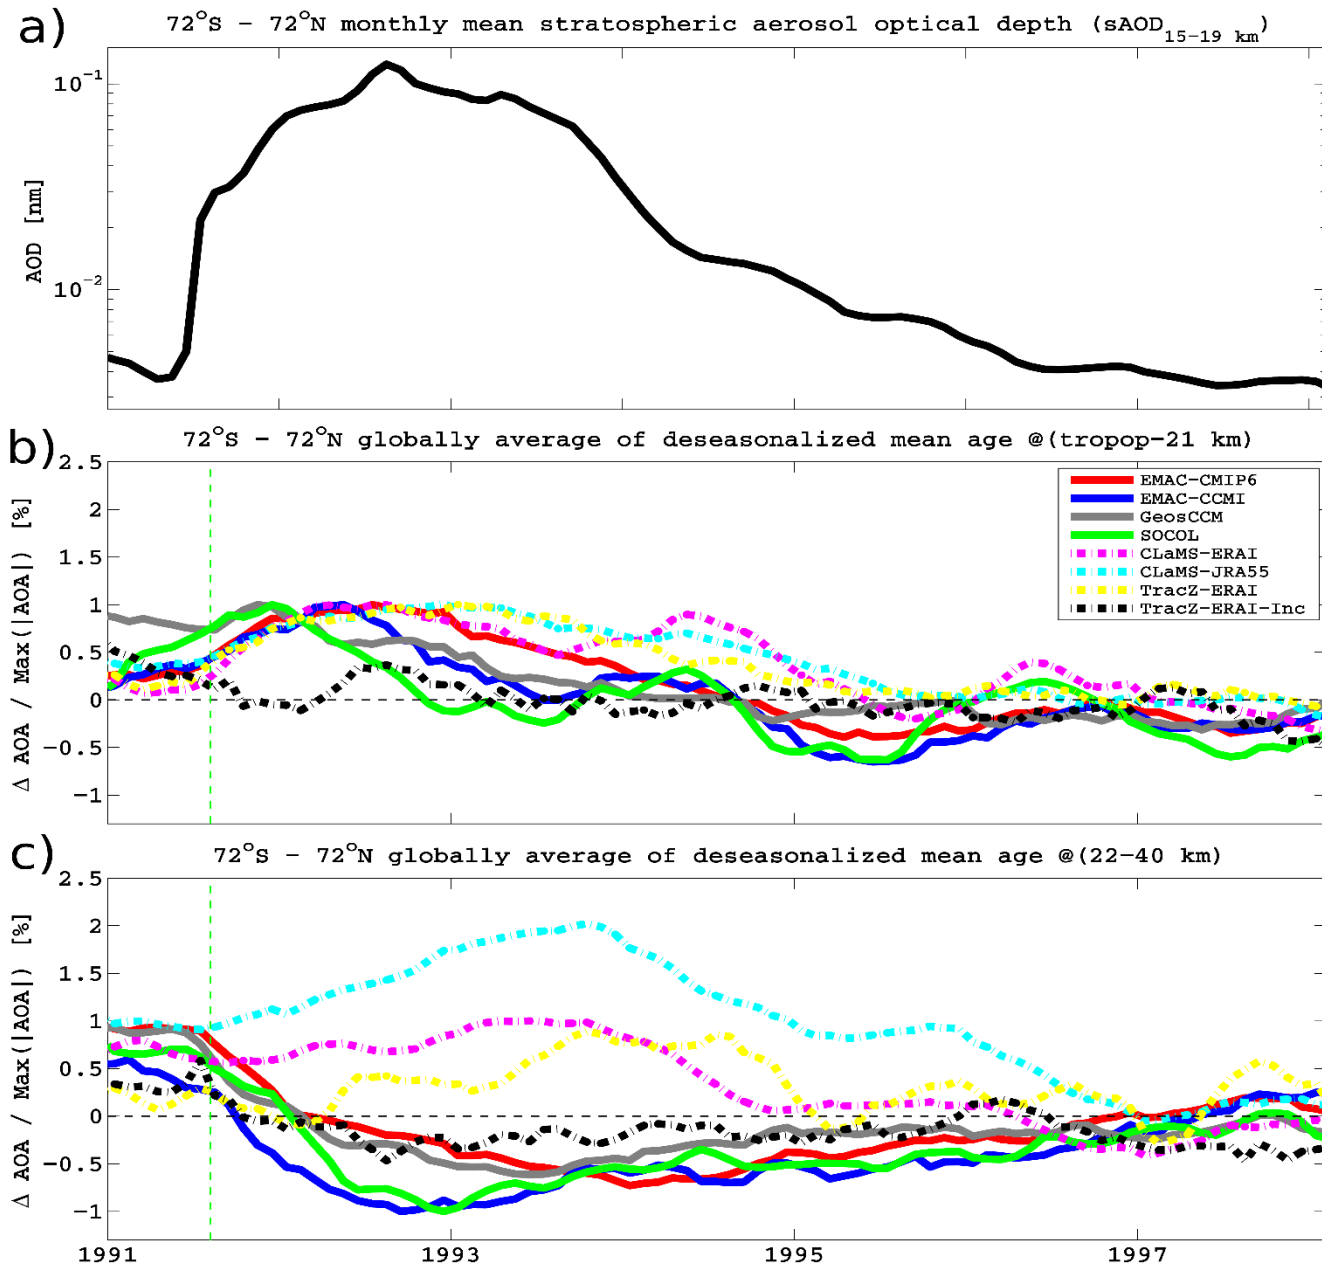 a)
72°S − 72°N monthly mean stratospheric aerosol optical depth (sAOD15−19 km)
AOD [nm]
10−1
10−2
b)
72°S − 72°N globally average of deseasonalized mean age @(tropop−21 km)
Δ AOA / Max(|AOA|) [%]
2.5
2
1.5
1
0.5
0
−0.5
−1
EMAC−CMIP6
EMAC−CCMI
GeosCCM
SOCOL
CLaMS−ERAI
CLaMS−JRA55
TracZ−ERAI
TracZ−ERAI−Inc
c)
72°S − 72°N globally average of deseasonalized mean age @(22−40 km)
Δ AOA / Max(|AOA|) [%]
2.5
2
1.5
1
0.5
0
−0.5
−1
1991
1993
1995
1997